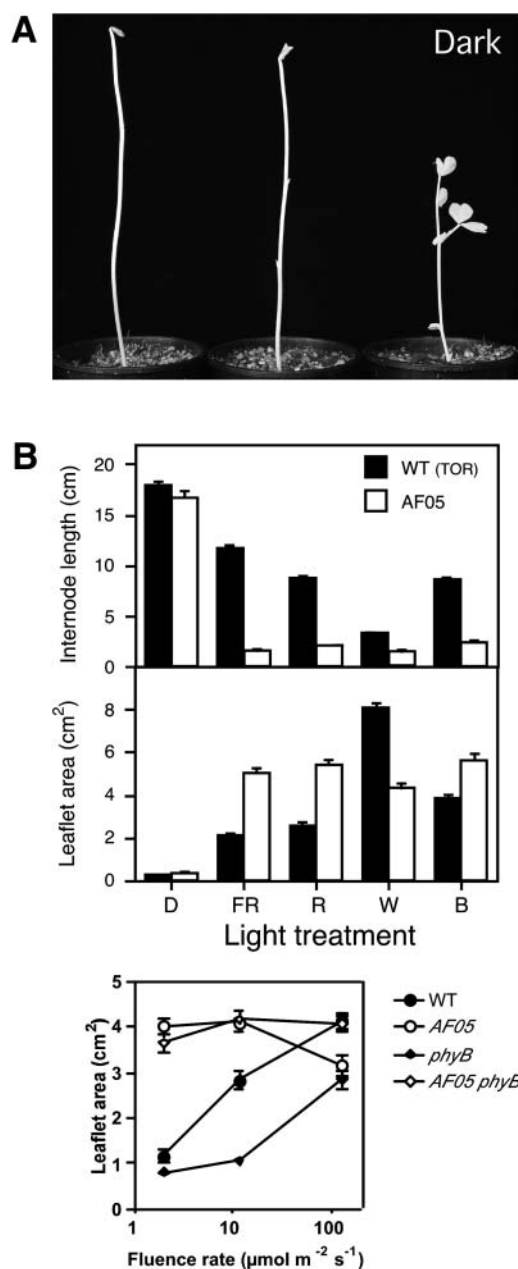 A
Dark
B
20
15
10
5
0
Internode length (cm)
WT (TOR)
AF05
8
6
4
2
0
Leaflet area (cm²)
D FR R W B
Light treatment
5
4
3
2
1
0
Leaflet area (cm²)
1 10 100
Fluence rate (μmol m⁻² s⁻¹)
WT
AF05
phyB
AF05 phyB